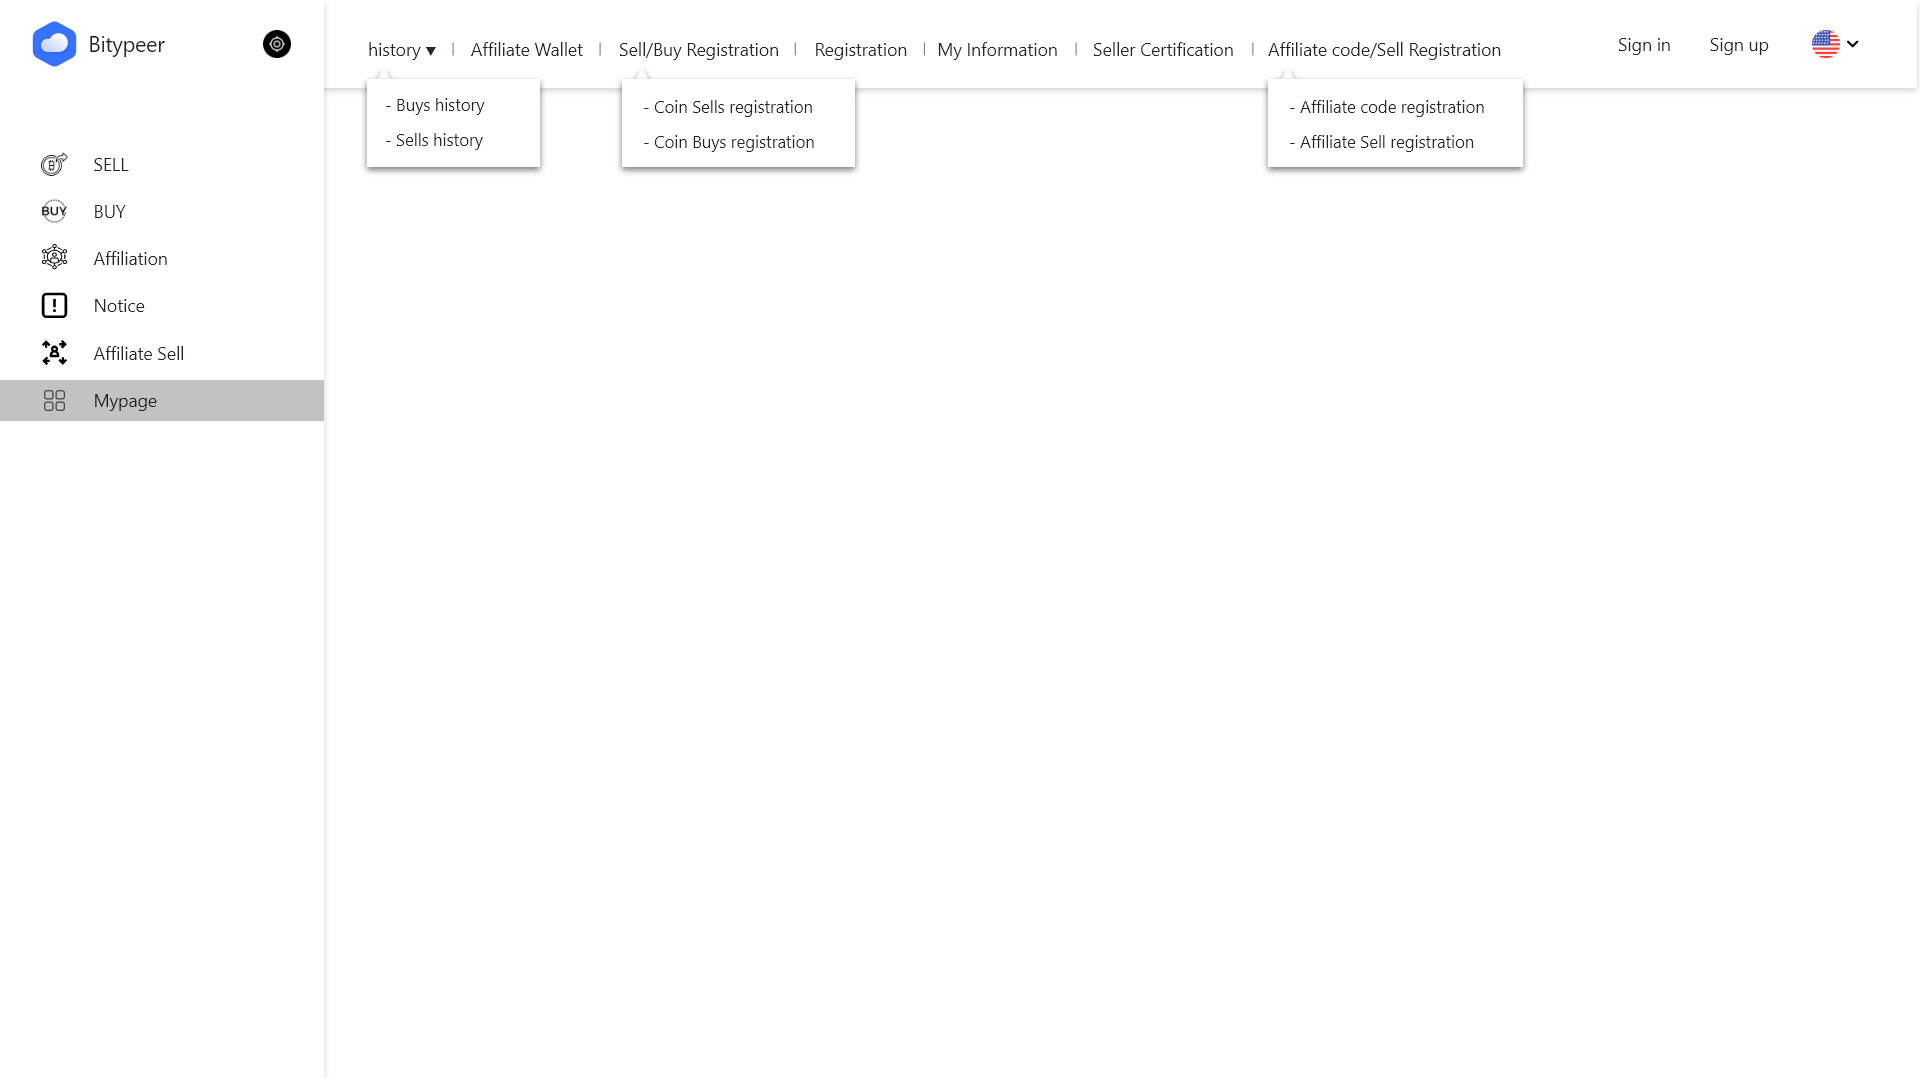 Bitypeer
history ▼ | Affiliate Wallet | Sell/Buy Registration | Registration | My Information | Seller Certification | Affiliate code/Sell Registration
Sign in Sign up
- Buys history
- Sells history
- Coin Sells registration
- Coin Buys registration
- Affiliate code registration
- Affiliate Sell registration
SELL
BUY BUY
Affiliation
Notice
Affiliate Sell
Mypage